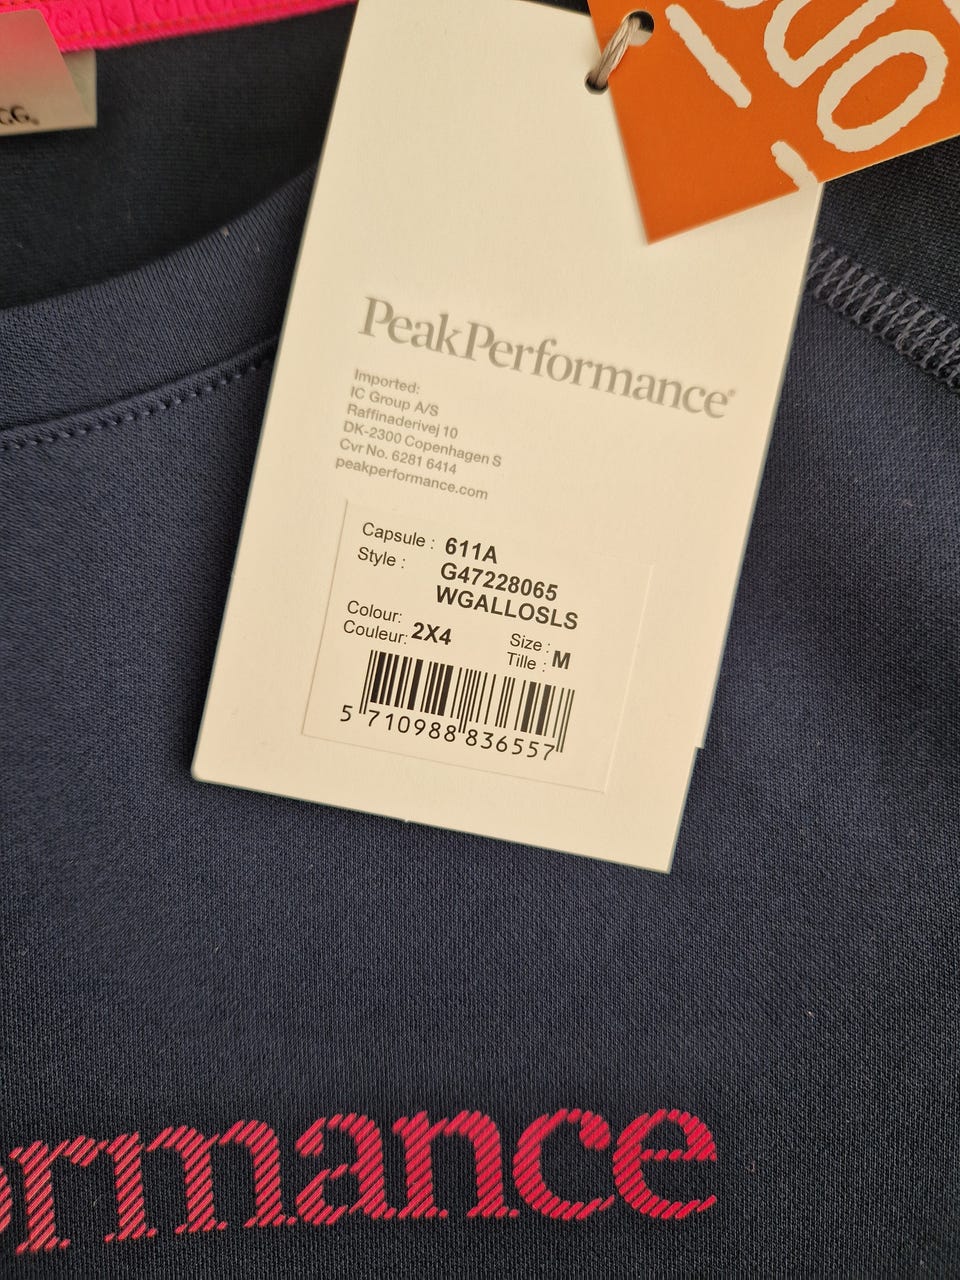 PeakPerformance®
Imported:
IC Group A/S
Raffinaderivej 10
DK-2300 Copenhagen S
Cvr No. 6281 6414
peakperformance.com
Capsule : 611A
Style : G47228065
WGALLOSLS
Colour:
Couleur: 2X4
Size :
Tille : M
5 710988 836557
ormance